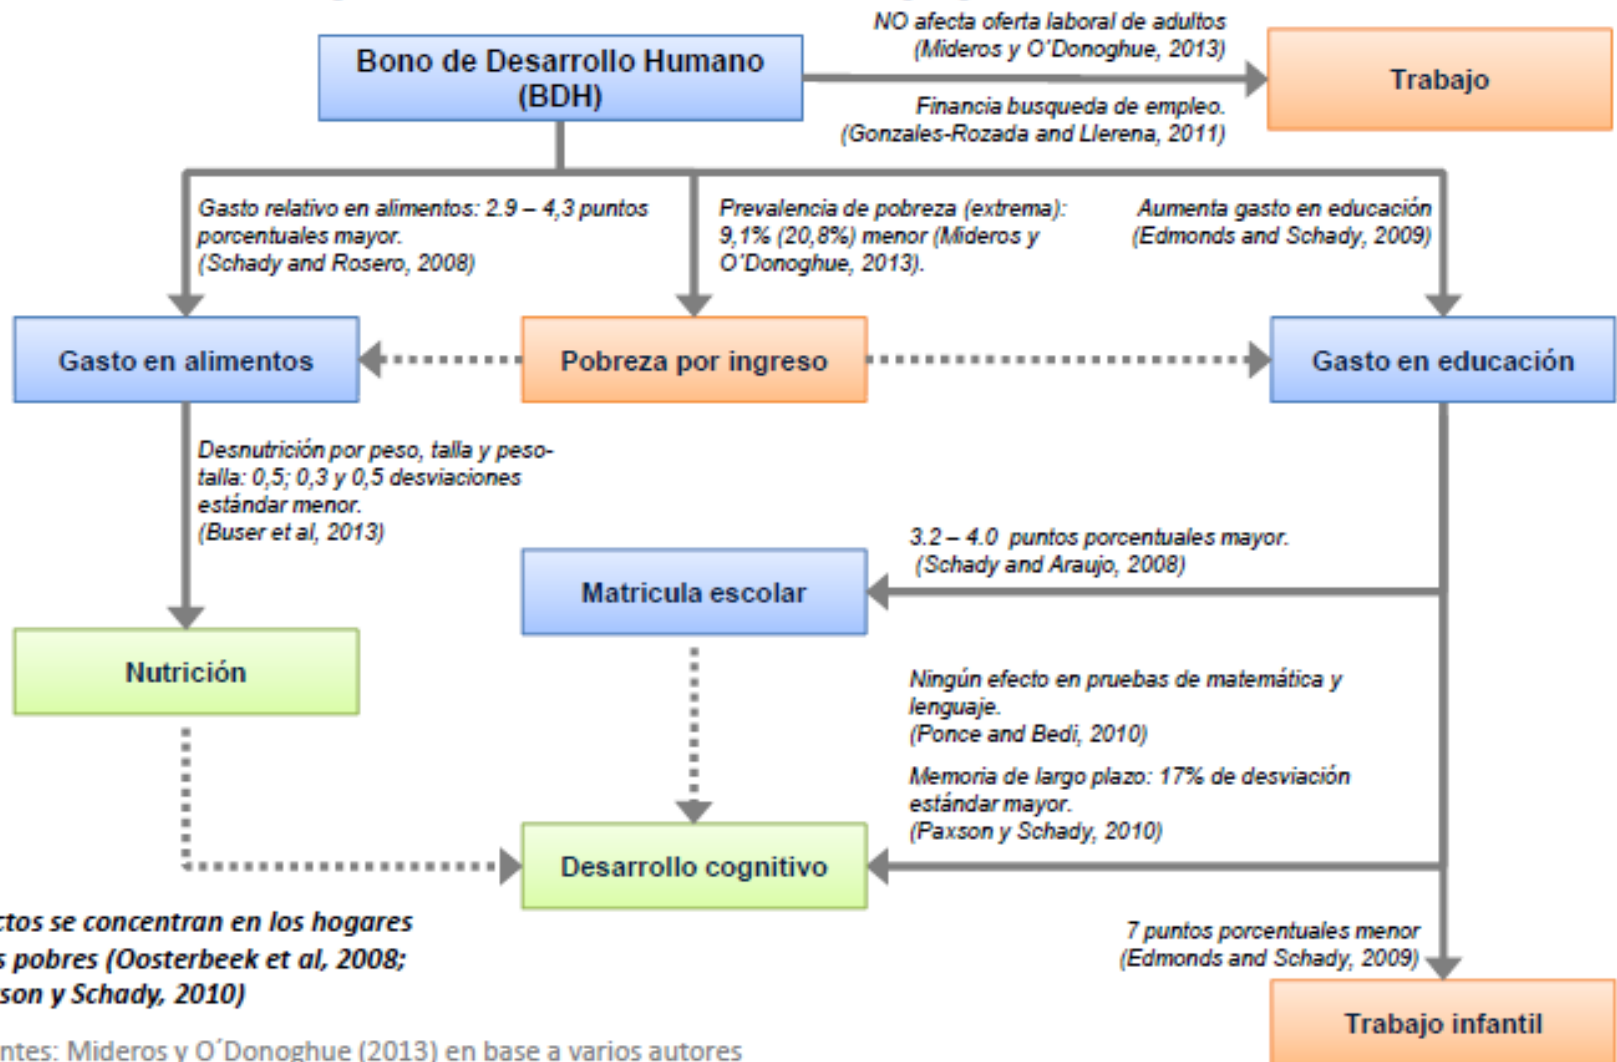 NO afecta oferta laboral de adultos
(Mideros y O´Donoghue, 2013)
Bono de Desarrollo Humano
(BDH)
Trabajo
Financia busqueda de empleo.
(Gonzales-Rozada and Llerena, 2011)
Gasto relativo en alimentos: 2.9 – 4,3 puntos
porcentuales mayor.
(Schady and Rosero, 2008)
Prevalencia de pobreza (extrema):
9,1% (20,8%) menor (Mideros y
O´Donoghue, 2013).
Aumenta gasto en educación
(Edmonds and Schady, 2009)
Gasto en alimentos
Pobreza por ingreso
Gasto en educación
Desnutrición por peso, talla y peso-
talla: 0,5; 0,3 y 0,5 desviaciones
estándar menor.
(Buser et al, 2013)
3.2 – 4.0 puntos porcentuales mayor.
(Schady and Araujo, 2008)
Matricula escolar
Nutrición
Ningún efecto en pruebas de matemática y
lenguaje.
(Ponce and Bedi, 2010)
Memoria de largo plazo: 17% de desviación
estándar mayor.
(Paxson y Schady, 2010)
Desarrollo cognitivo
ctos se concentran en los hogares
s pobres (Oosterbeek et al, 2008;
son y Schady, 2010)
7 puntos porcentuales menor
(Edmonds and Schady, 2009)
Trabajo infantil
ntes: Mideros y O´Donoghue (2013) en base a varios autores